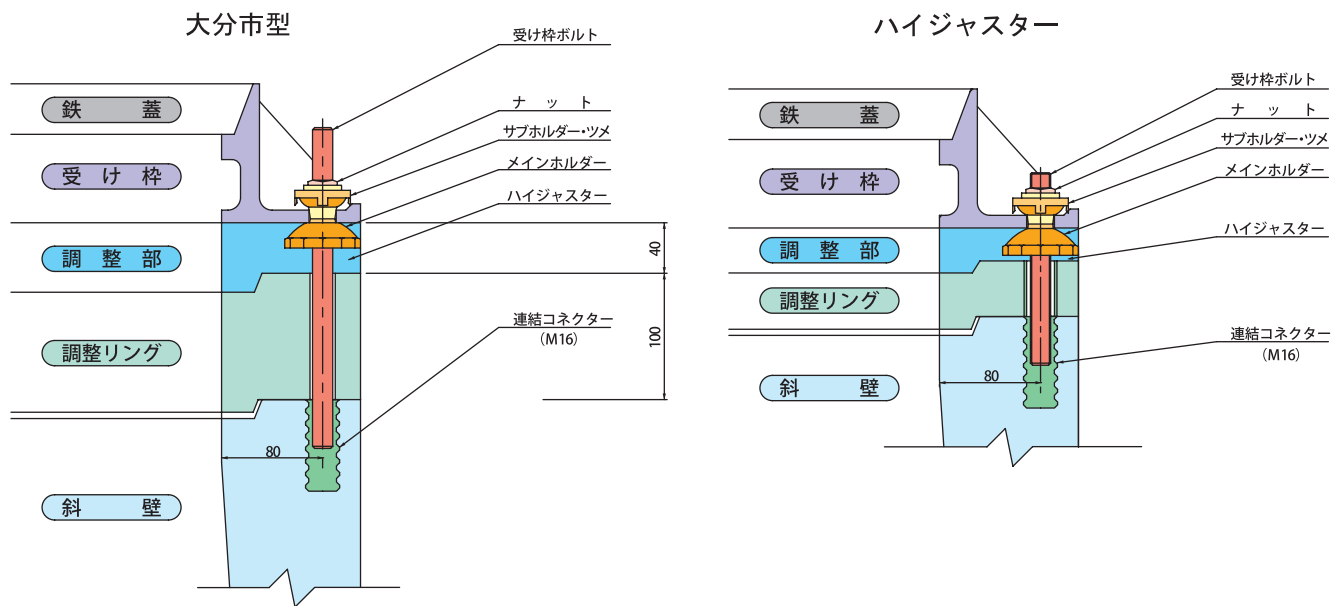 大分市型
鉄 蓋
受 け 枠
調 整 部
調整リング
斜 壁
受け枠ボルト
ナ ッ ト
サブホルダー・ツメ
メインホルダー
ハイジャスター
40
100
連結コネクター
(M16)
80
ハイジャスター
鉄 蓋
受 け 枠
調 整 部
調整リング
斜 壁
受け枠ボルト
ナ ッ ト
サブホルダー・ツメ
メインホルダー
ハイジャスター
連結コネクター
(M16)
80